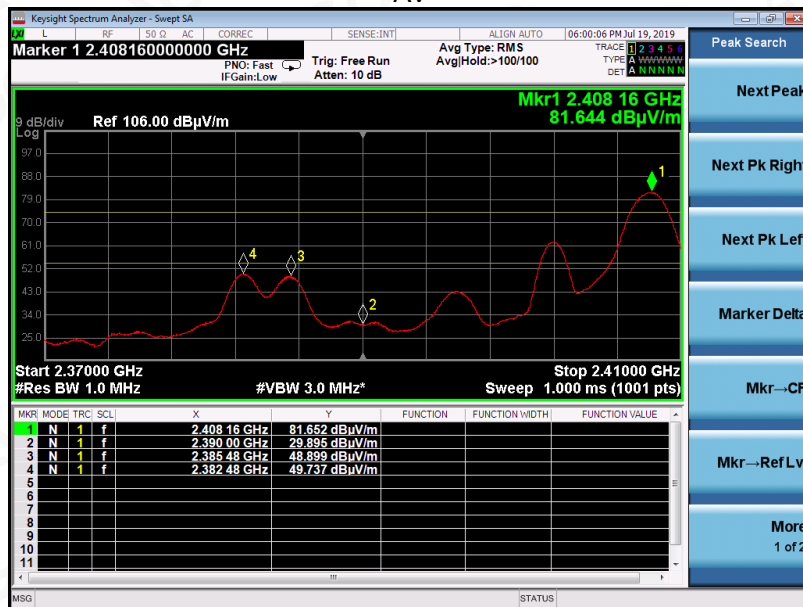 Keysight Spectrum Analyzer - Swept SA
LXI L RF 50 Ω AC CORREC SENSE:INT ALIGN AUTO 06:00:06 PM Jul 19, 2019
Marker 1 2.408160000000 GHz
PNO: Fast
IFGain:Low
Trig: Free Run
Atten: 10 dB
Avg Type: RMS
Avg|Hold:>100/100
TRACE 1 2 3 4 5 6
TYPE A WWWWW
DET A N N N N N
Mkr1 2.408 16 GHz
81.644 dBµV/m
9 dB/div Ref 106.00 dBµV/m
Log
97.0
88.0
79.0
70.0
61.0
52.0
43.0
34.0
25.0
1
4
3
2
Start 2.37000 GHz Stop 2.41000 GHz
#Res BW 1.0 MHz #VBW 3.0 MHz* Sweep 1.000 ms (1001 pts)
MKR MODE TRC SCL X Y FUNCTION FUNCTION WIDTH FUNCTION VALUE
1 N 1 f 2.408 16 GHz 81.652 dBµV/m
2 N 1 f 2.390 00 GHz 29.895 dBµV/m
3 N 1 f 2.385 48 GHz 48.899 dBµV/m
4 N 1 f 2.382 48 GHz 49.737 dBµV/m
5
6
7
8
9
10
11
MSG STATUS
Peak Search
Next Peak
Next Pk Right
Next Pk Left
Marker Delta
Mkr→CF
Mkr→Ref Lv
More
1 of 2